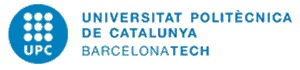 UPC
UNIVERSITAT POLITÈCNICA
DE CATALUNYA
BARCELONATECH